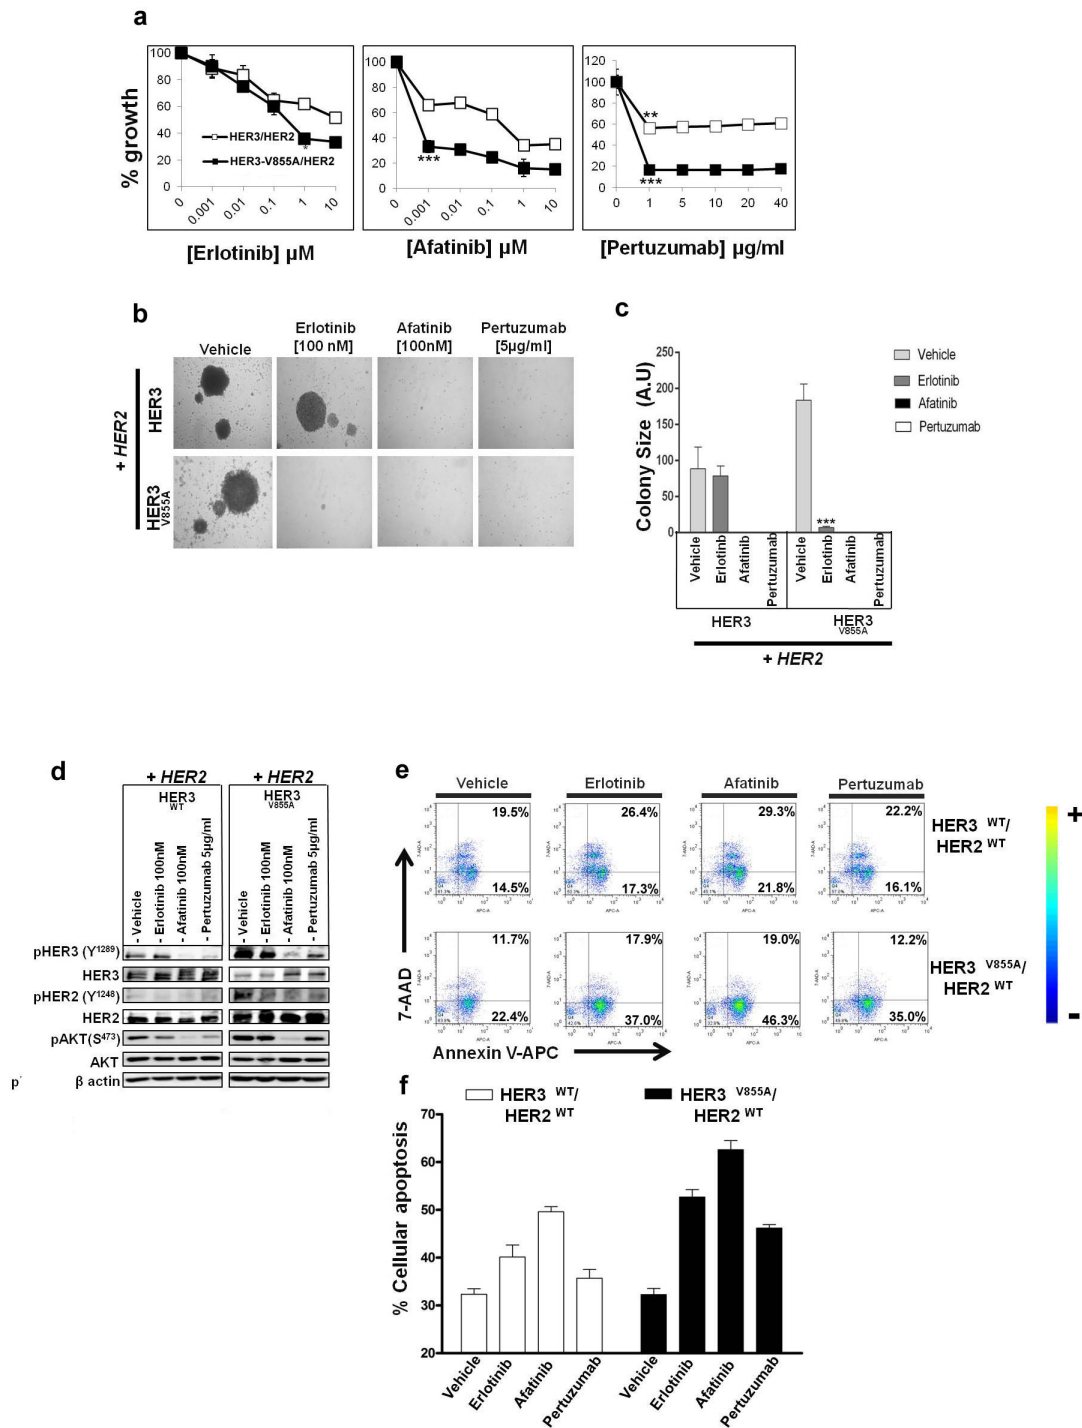 a
% growth
100
80
60
40
20
0
HER3/HER2
HER3-V855A/HER2
*
0 0.001 0.01 0.1 1 10
[Erlotinib] µM
100
80
60
40
20
0
***
0 0.001 0.01 0.1 1 10
[Afatinib] µM
120
100
80
60
40
20
0
**
***
0 1 5 10 20 40
[Pertuzumab] µg/ml
b
Vehicle
Erlotinib
[100 nM]
Afatinib
[100nM]
Pertuzumab
[5µg/ml]
+ HER2
HER3
HER3
V855A
c
Colony Size (A.U)
250
200
150
100
50
0
***
Vehicle
Erlotinib
Afatinib
Pertuzumab
Vehicle Erlotinib Afatinib Pertuzumab Vehicle Erlotinib Afatinib Pertuzumab
HER3 HER3
V855A
+ HER2
d
+ HER2 + HER2
HER3
WT
HER3
V855A
- Vehicle - Erlotinib 100nM - Afatinib 100nM - Pertuzumab 5µg/ml
- Vehicle - Erlotinib 100nM - Afatinib 100nM - Pertuzumab 5µg/ml
pHER3 (Y1289)
HER3
pHER2 (Y1248)
HER2
pAKT(S473)
AKT
p´ β actin
e
Vehicle Erlotinib Afatinib Pertuzumab
19.5% 26.4% 29.3% 22.2%
14.5% 17.3% 21.8% 16.1%
HER3 WT/
HER2 WT
11.7% 17.9% 19.0% 12.2%
22.4% 37.0% 46.3% 35.0%
HER3 V855A/
HER2 WT
7-AAD
Annexin V-APC
+
-
f
HER3 WT/
HER2 WT
HER3 V855A/
HER2 WT
% Cellular apoptosis
70
60
50
40
30
20
Vehicle Erlotinib Afatinib Pertuzumab Vehicle Erlotinib Afatinib Pertuzumab